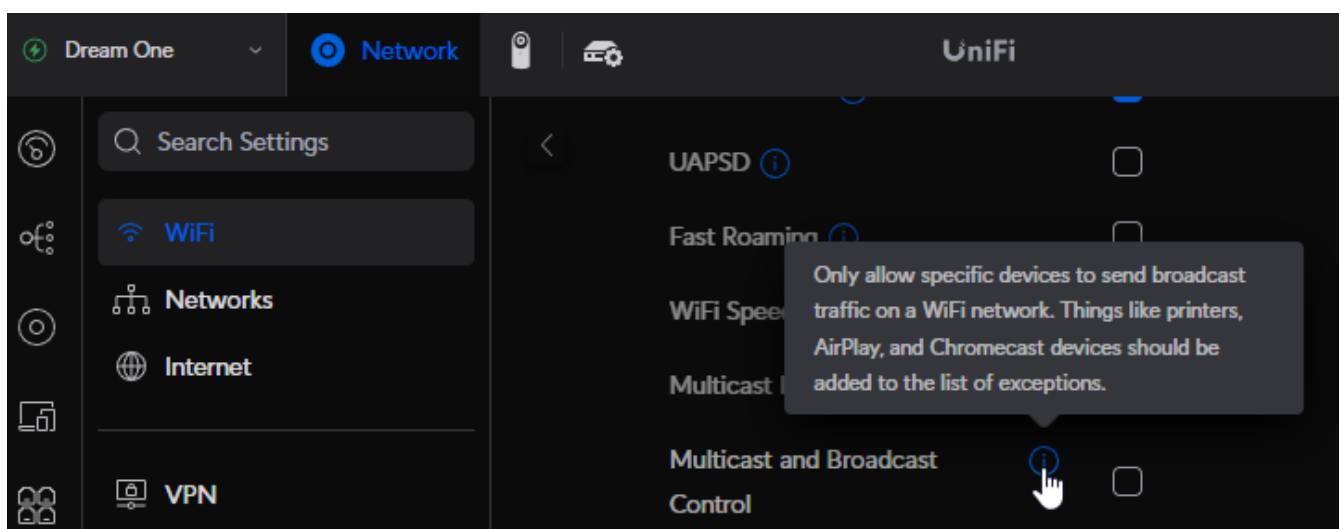 Dream One
Network
UniFi
Search Settings
UAPSD
WiFi
Fast Roaming
Only allow specific devices to send broadcast
traffic on a WiFi network. Things like printers,
AirPlay, and Chromecast devices should be
added to the list of exceptions.
Networks
WiFi
Internet
Multicast
Multicast and Broadcast
Control
VPN